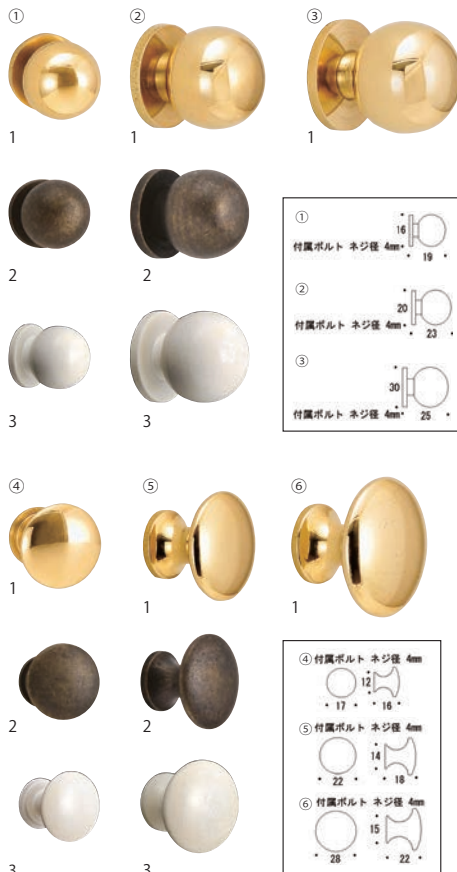 ① ② ③
1 1 1
2 2
3 3
①
16
付属ボルト ネジ径 4mm
19
②
20
付属ボルト ネジ径 4mm
23
③
30
付属ボルト ネジ径 4mm
25
④ ⑤ ⑥
1 1 1
2 2
3 3
④ 付属ボルト ネジ径 4mm
12
17 16
⑤ 付属ボルト ネジ径 4mm
14
22 18
⑥ 付属ボルト ネジ径 4mm
15
28 22